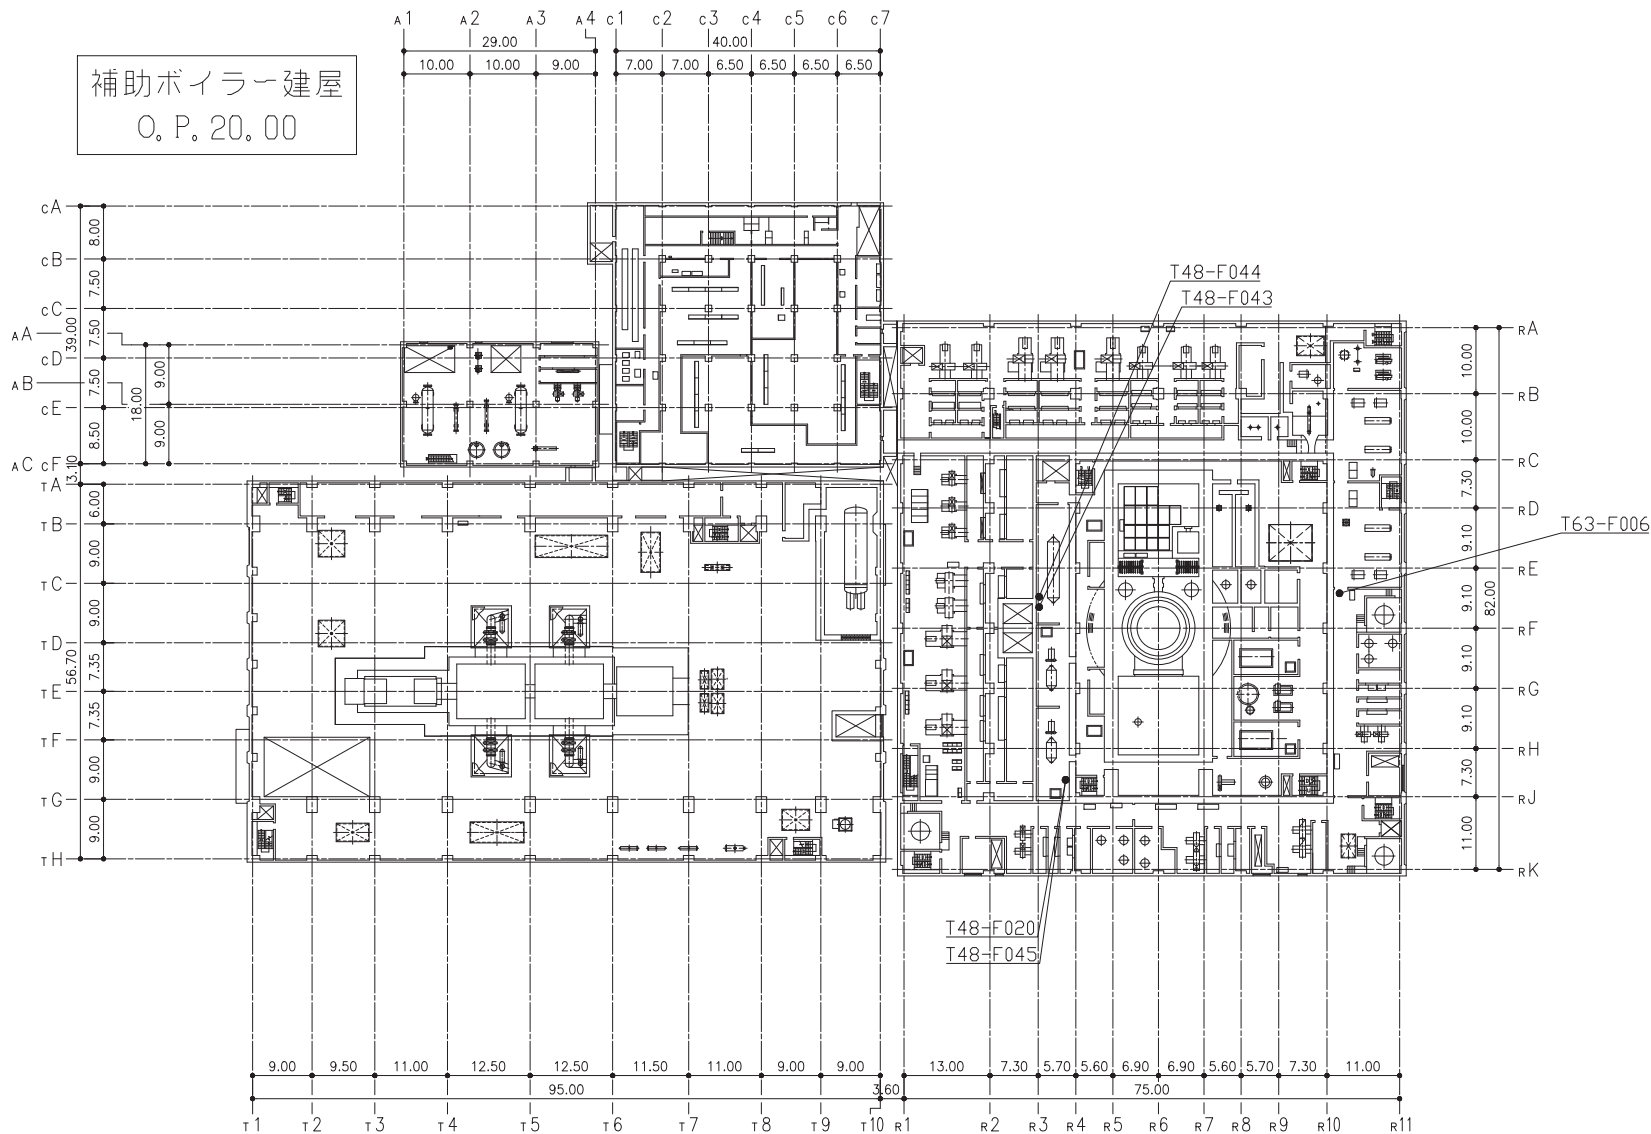 A1 A2 A3 A4 C1 C2 C3 C4 C5 C6 C7
29.00 40.00
10.00 10.00 9.00 7.00 7.00 6.50 6.50 6.50 6.50
補助ボイラー建屋
O.P.20.00
CA
8.00
CB
7.50
CC
39.00
AA
7.50
CD
AB
7.50
CE
8.50
AC CF
18.00
9.00
9.00
3.10
TA
6.00
TB
9.00
TC
9.00
TD
56.70
7.35
TE
7.35
TF
9.00
TG
9.00
TH
T48-F044
T48-F043
T63-F006
T48-F020
T48-F045
RA
10.00
RB
10.00
RC
7.30
RD
9.10
RE
9.10
82.00
RF
9.10
RG
9.10
RH
7.30
RJ
11.00
RK
9.00 9.50 11.00 12.50 12.50 11.50 11.00 9.00 9.00 13.00 7.30 5.70 5.60 6.90 6.90 5.60 5.70 7.30 11.00
95.00 3.60 75.00
T1 T2 T3 T4 T5 T6 T7 T8 T9 T10 R1 R2 R3 R4 R5 R6 R7 R8 R9 R10 R11